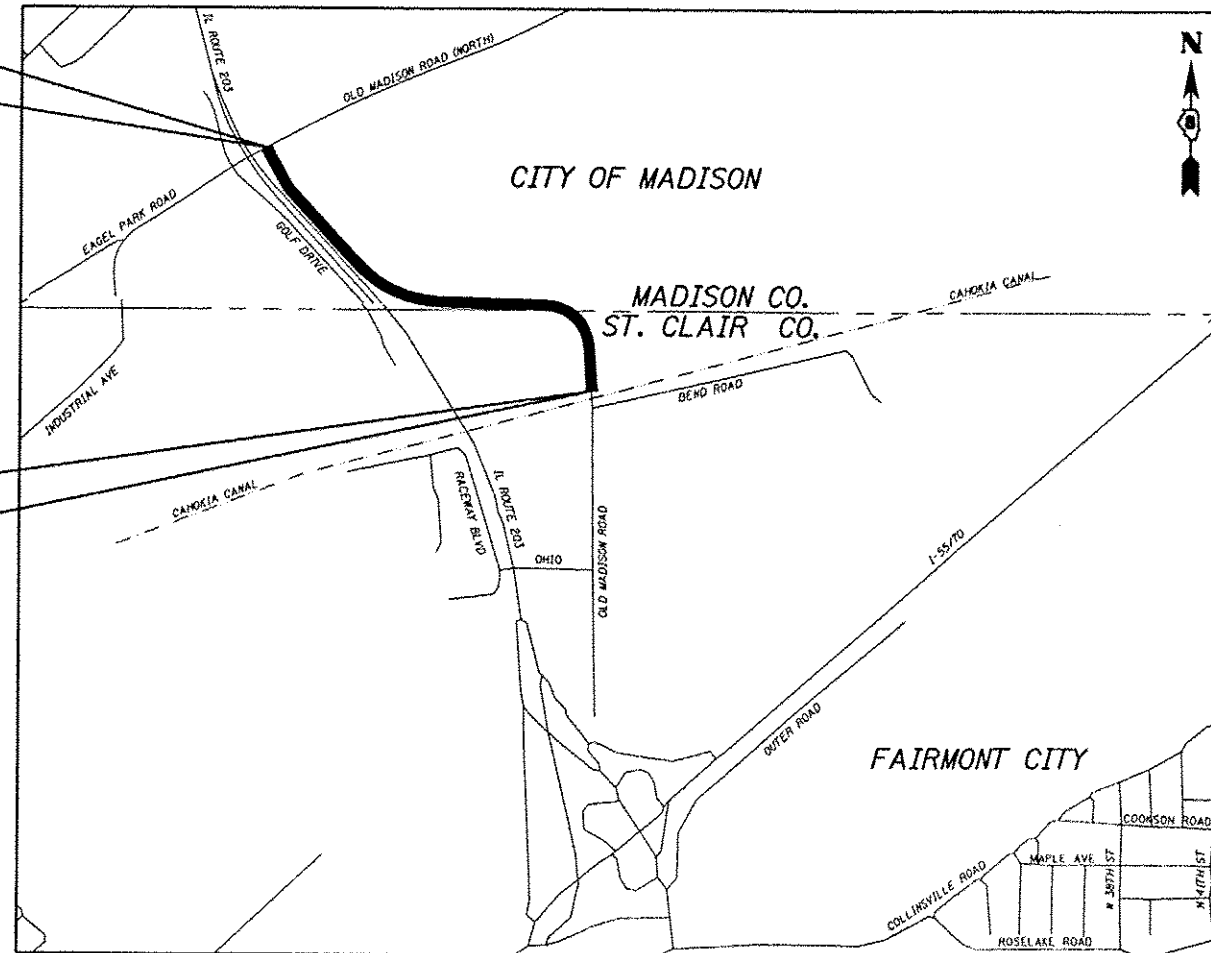 IL ROUTE 203
OLD MADISON ROAD (NORTH)
N
CITY OF MADISON
EAGEL PARK ROAD
GOLF DRIVE
MADISON CO.
ST. CLAIR CO.
CAHOKIA CANAL
INDUSTRIAL AVE
BEND ROAD
CAHOKIA CANAL
RACEWAY BLVD
IL ROUTE 203
OHIO
OLD MADISON ROAD
I-55/70
OUTER ROAD
FAIRMONT CITY
COOKSON ROAD
MAPLE AVE
N 38TH ST
N 41TH ST
COLLINSVILLE ROAD
ROSELAKE ROAD